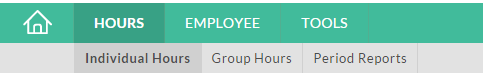 HOURS EMPLOYEE TOOLS
Individual Hours Group Hours Period Reports